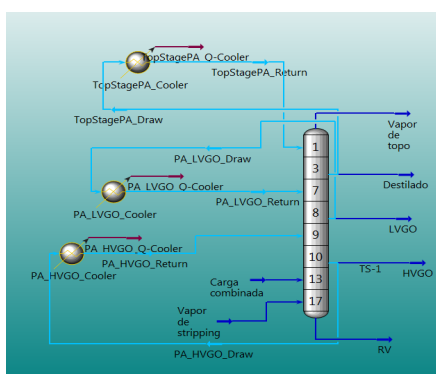 TopStagePA_Q-Cooler
TopStagePA_Cooler
TopStagePA_Return
TopStagePA_Draw
Vapor
de
topo
1
3
7
8
9
10
13
17
PA_LVGO_Draw
Destilado
PA_LVGO_Q-Cooler
PA_LVGO_Return
PA_LVGO_Cooler
LVGO
PA_HVGO_Q-Cooler
PA_HVGO_Return
PA_HVGO_Cooler
TS-1
HVGO
Carga
combinada
Vapor
de
stripping
RV
PA_HVGO_Draw